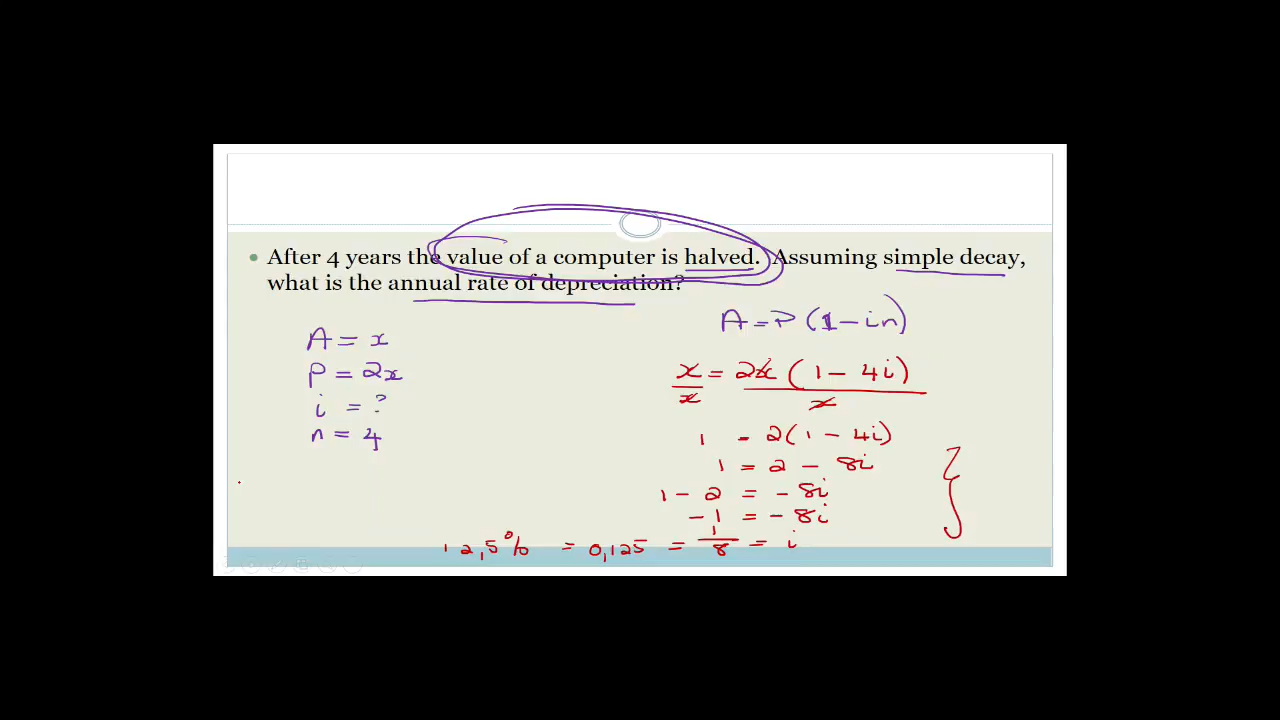 After 4 years the value of a computer is halved. Assuming simple decay,
what is the annual rate of depreciation?
A = x
P = 2x
i = ?
n = 4
A = P (1 - in)
x = 2x (1 - 4i)
x x
1 = 2(1 - 4i)
1 = 2 - 8i
1 - 2 = -8i
-1 = -8i
12,5% = 0,125 = 1/8 = i